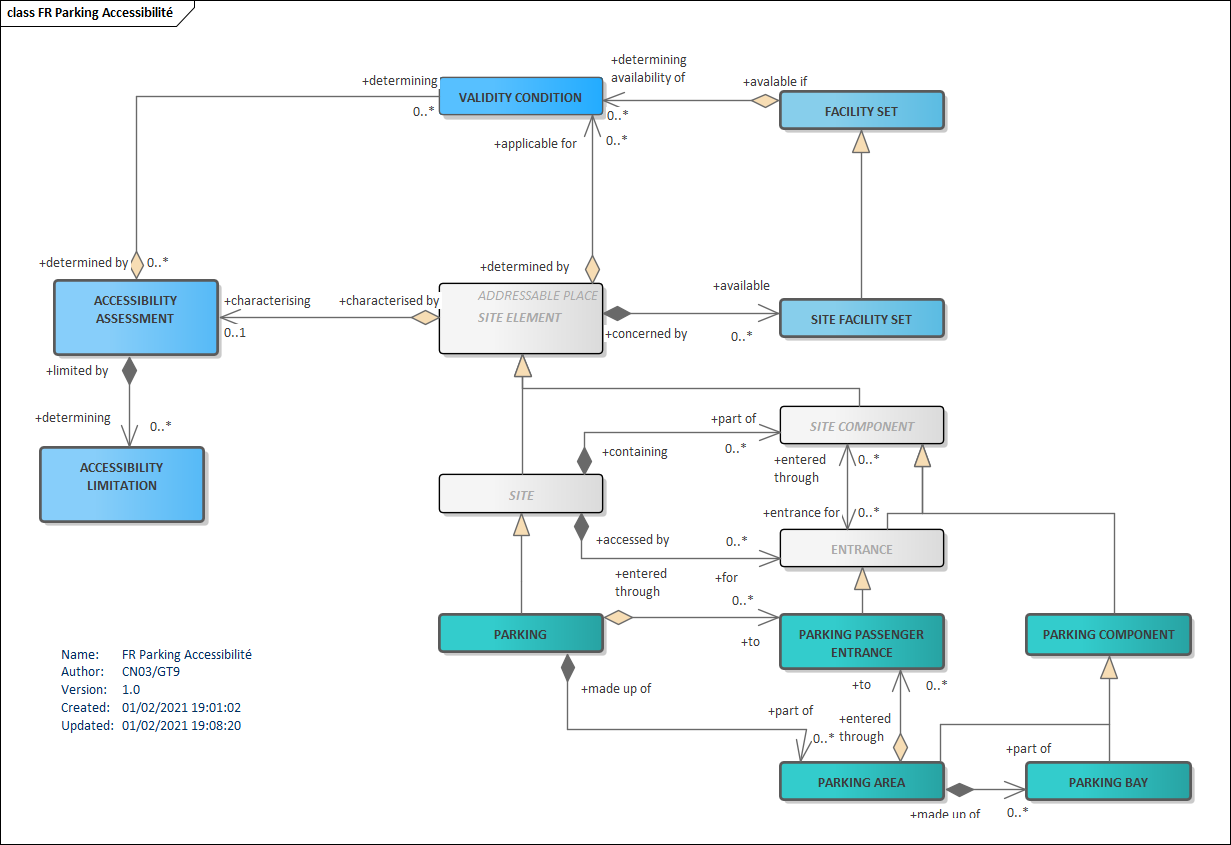 class FR Parking Accessibilité
+determining
availability of
+avalable if
+determining
VALIDITY CONDITION
FACILITY SET
0..*
0..*
+applicable for
0..*
+determined by
0..*
+determined by
+available
ADDRESSABLE PLACE
SITE ELEMENT
ACCESSIBILITY
ASSESSMENT
+characterising
+characterised by
SITE FACILITY SET
0..1
+concerned by
0..*
+limited by
+determining
0..*
+part of
SITE COMPONENT
0..*
+containing
+entered
through
0..*
ACCESSIBILITY
LIMITATION
SITE
+entrance for
0..*
+accessed by
0..*
ENTRANCE
+entered
through
+for
0..*
PARKING
+to
PARKING PASSENGER
ENTRANCE
PARKING COMPONENT
Name: FR Parking Accessibilité
Author: CN03/GT9
Version: 1.0
Created: 01/02/2021 19:01:02
Updated: 01/02/2021 19:08:20
+made up of
+to
0..*
+part of
0..*
+entered
through
+part of
PARKING AREA
PARKING BAY
+made up of
0..*